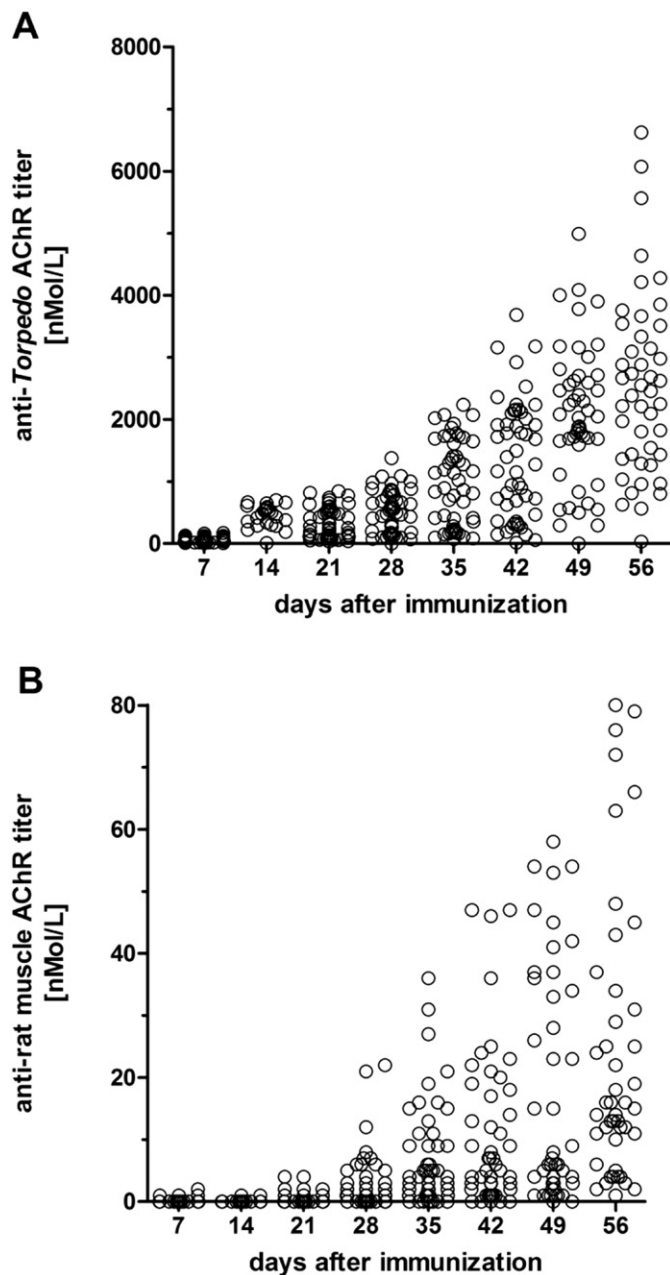 A
anti-Torpedo AChR titer
[nMol/L]
8000
6000
4000
2000
0
7 14 21 28 35 42 49 56
days after immunization
B
anti-rat muscle AChR titer
[nMol/L]
80
60
40
20
0
7 14 21 28 35 42 49 56
days after immunization